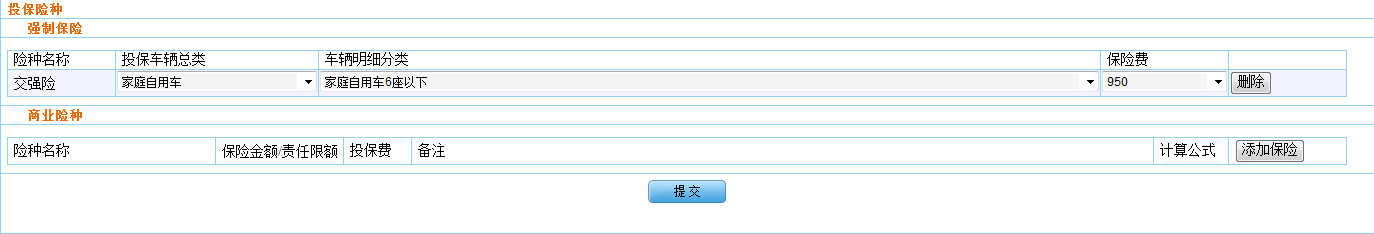 投保险种
强制保险
险种名称 投保车辆总类 车辆明细分类 保险费
交强险 家庭自用车 家庭自用车6座以下 950 删除
商业险种
险种名称 保险金额/责任限额 投保费 备注 计算公式 添加保险
提交